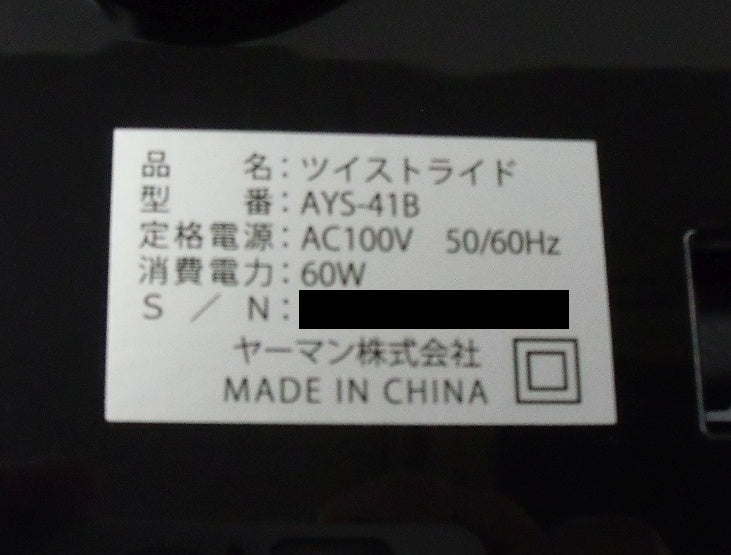 品名：ツイストライド
型番：AYS-41B
定格電源：AC100V 50/60Hz
消費電力：60W
S／N：
ヤーマン株式会社
MADE IN CHINA